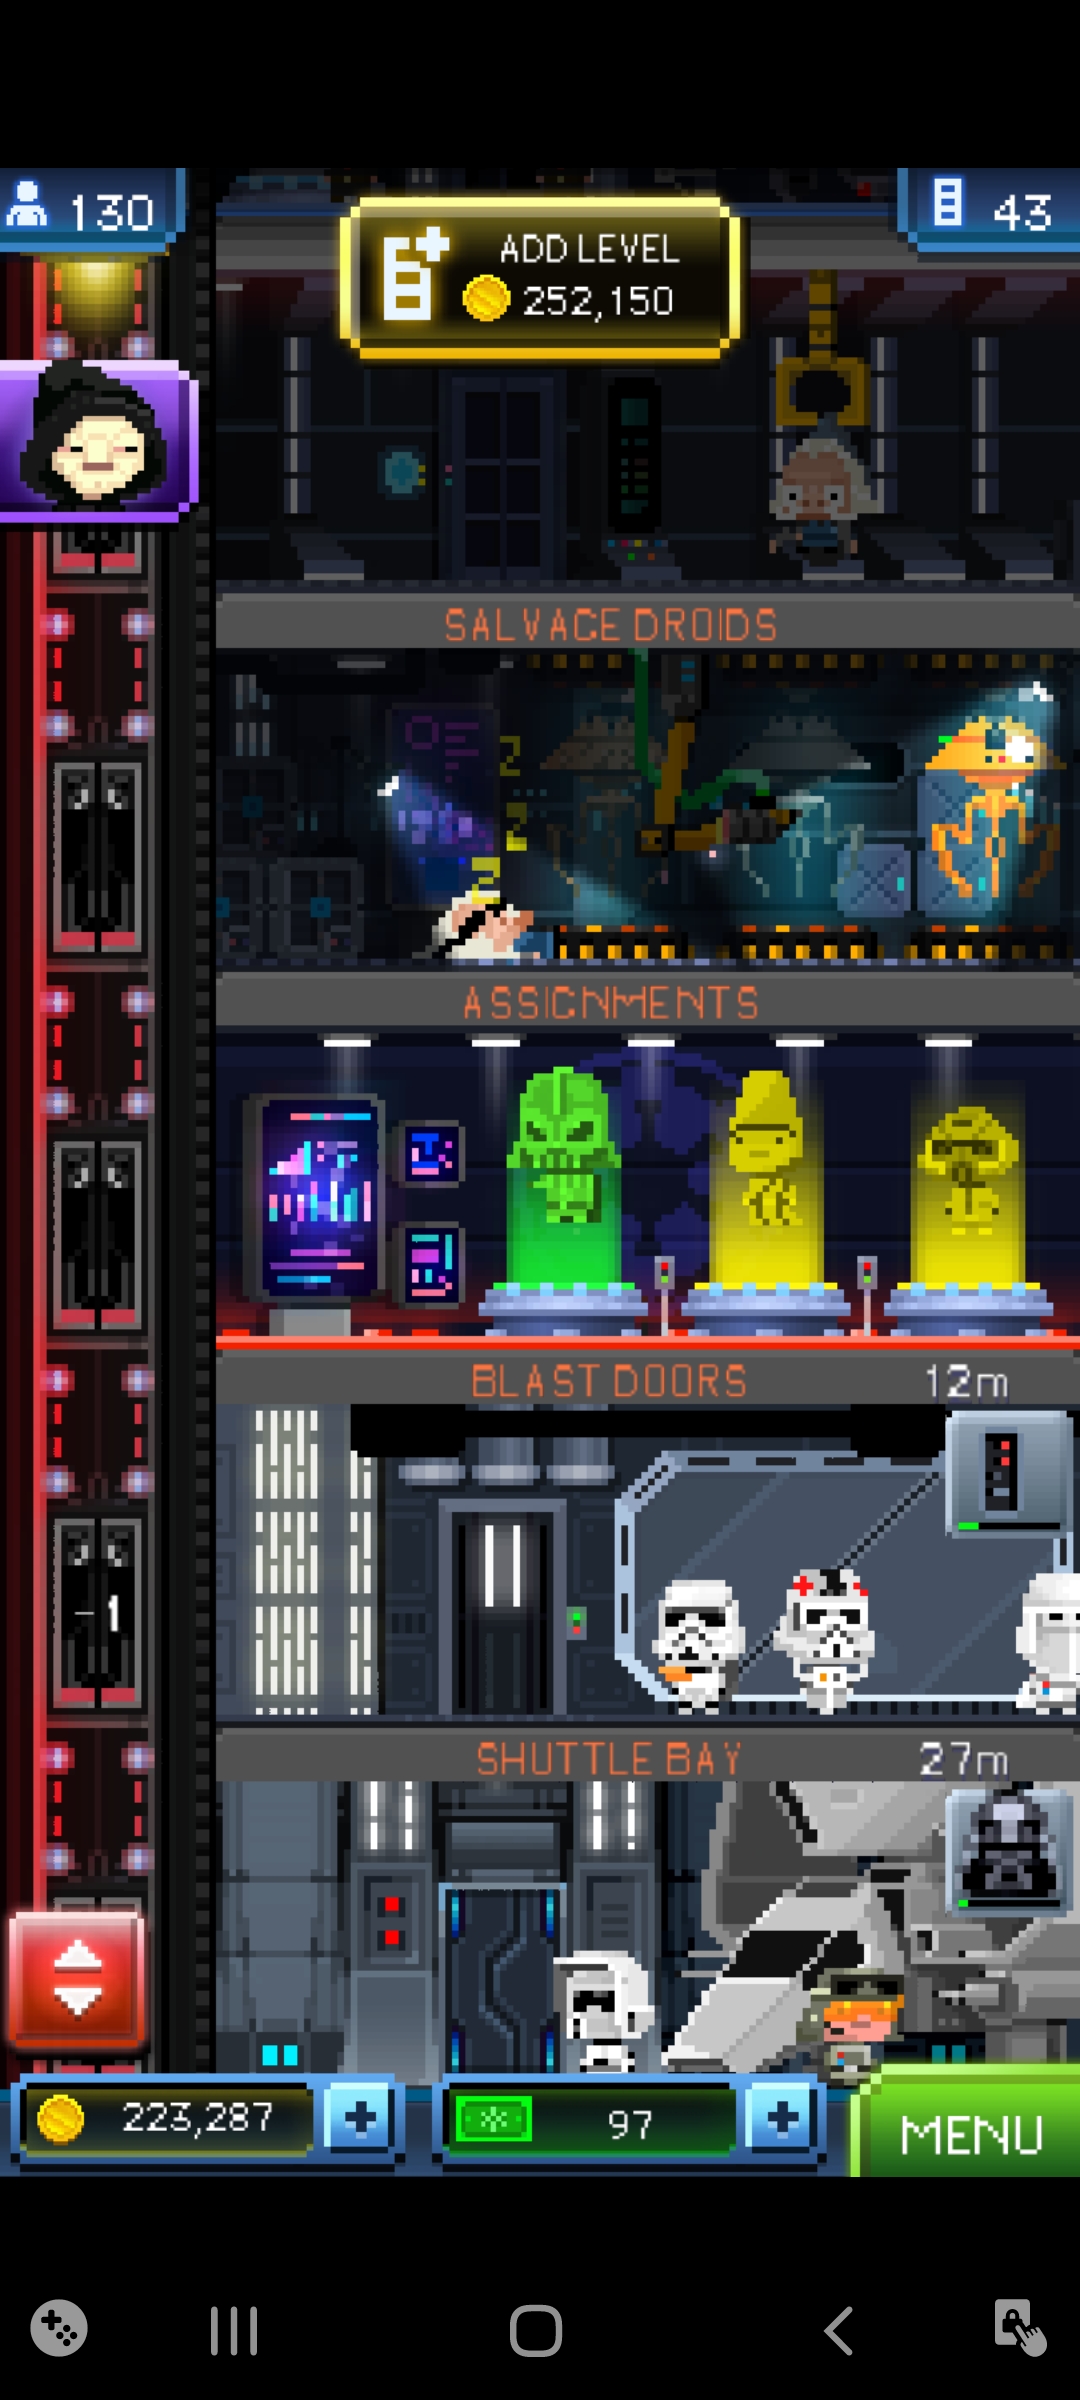 130
ADD LEVEL
252,150
43
SALVAGE DROIDS
ASSIGNMENTS
BLAST DOORS 12m
-1
SHUTTLE BAY 27m
223,287
97
MENU